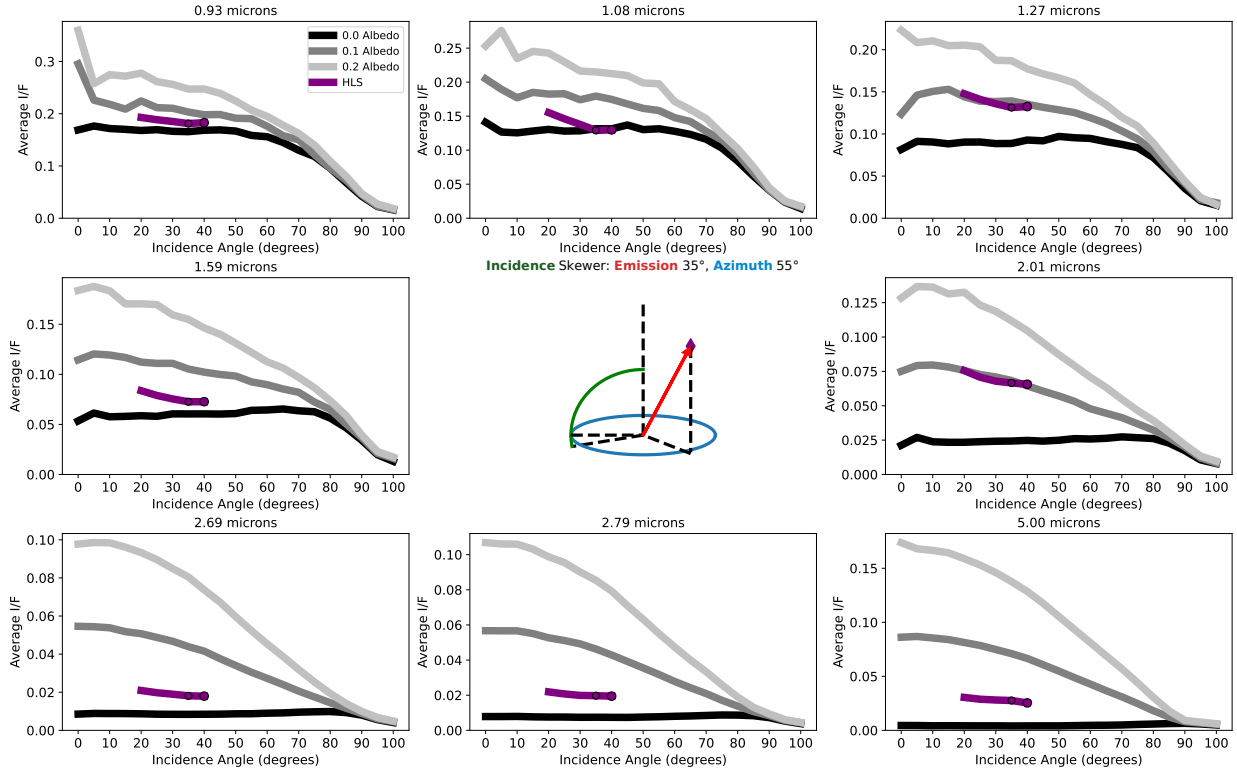 0.93 microns
Average I/F
0.3
0.2
0.1
0.0
0 10 20 30 40 50 60 70 80 90 100
Incidence Angle (degrees)
0.0 Albedo
0.1 Albedo
0.2 Albedo
HLS
1.08 microns
Average I/F
0.25
0.20
0.15
0.10
0.05
0.00
0 10 20 30 40 50 60 70 80 90 100
Incidence Angle (degrees)
1.27 microns
Average I/F
0.20
0.15
0.10
0.05
0.00
0 10 20 30 40 50 60 70 80 90 100
Incidence Angle (degrees)
1.59 microns
Average I/F
0.15
0.10
0.05
0.00
0 10 20 30 40 50 60 70 80 90 100
Incidence Angle (degrees)
Incidence Skewer: Emission 35°, Azimuth 55°
2.01 microns
Average I/F
0.125
0.100
0.075
0.050
0.025
0.000
0 10 20 30 40 50 60 70 80 90 100
Incidence Angle (degrees)
2.69 microns
Average I/F
0.10
0.08
0.06
0.04
0.02
0.00
0 10 20 30 40 50 60 70 80 90 100
Incidence Angle (degrees)
2.79 microns
Average I/F
0.10
0.08
0.06
0.04
0.02
0.00
0 10 20 30 40 50 60 70 80 90 100
Incidence Angle (degrees)
5.00 microns
Average I/F
0.15
0.10
0.05
0.00
0 10 20 30 40 50 60 70 80 90 100
Incidence Angle (degrees)